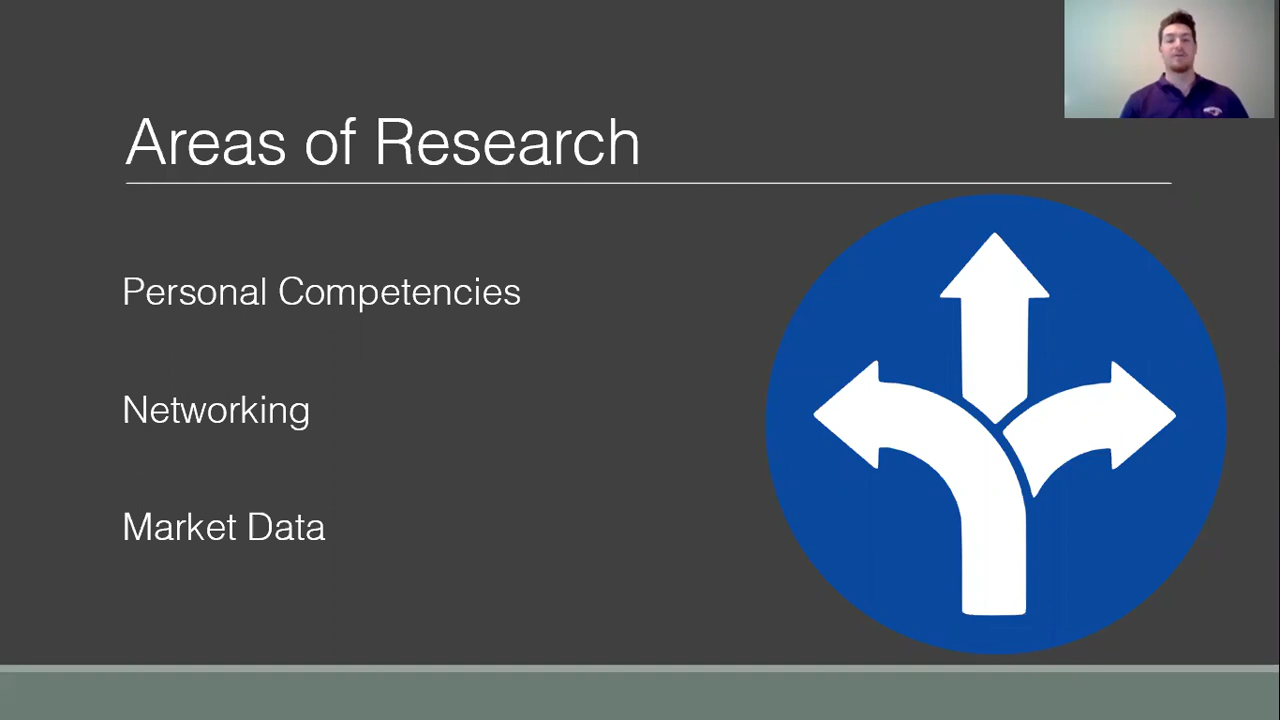 Areas of Research
Personal Competencies
Networking
Market Data